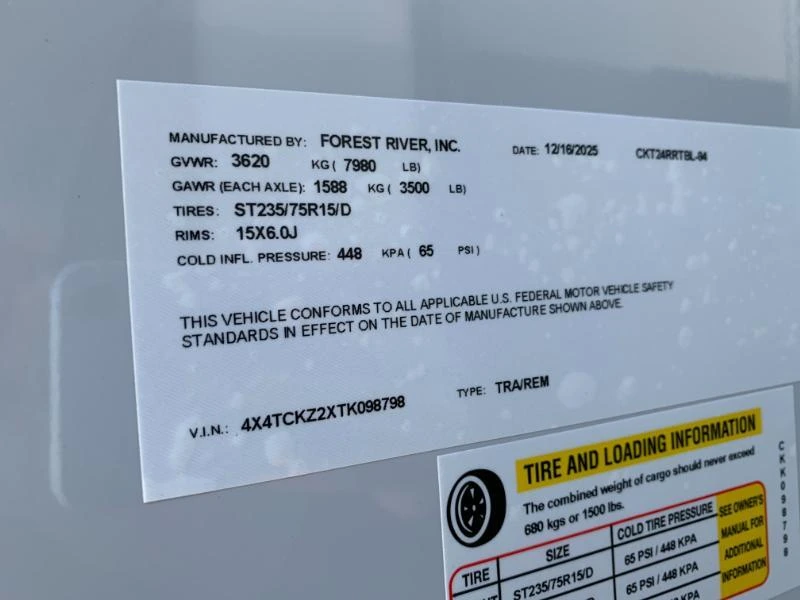 MANUFACTURED BY: FOREST RIVER, INC. DATE: 12/16/2025 CKT24RRTBL-94
GVWR: 3620 KG ( 7980 LB)
GAWR (EACH AXLE): 1588 KG ( 3500 LB)
TIRES: ST235/75R15/D
RIMS: 15X6.0J
COLD INFL. PRESSURE: 448 KPA ( 65 PSI )
THIS VEHICLE CONFORMS TO ALL APPLICABLE U.S. FEDERAL MOTOR VEHICLE SAFETY
STANDARDS IN EFFECT ON THE DATE OF MANUFACTURE SHOWN ABOVE.
V.I.N.: 4X4TCKZ2XTK098798 TYPE: TRA/REM
TIRE AND LOADING INFORMATION
The combined weight of cargo should never exceed
680 kgs or 1500 lbs.
TIRE SIZE COLD TIRE PRESSURE
ST235/75R15/D 65 PSI / 448 KPA
65 PSI / 448 KPA
SEE OWNER'S
MANUAL FOR
ADDITIONAL
INFORMATION
CKK098798